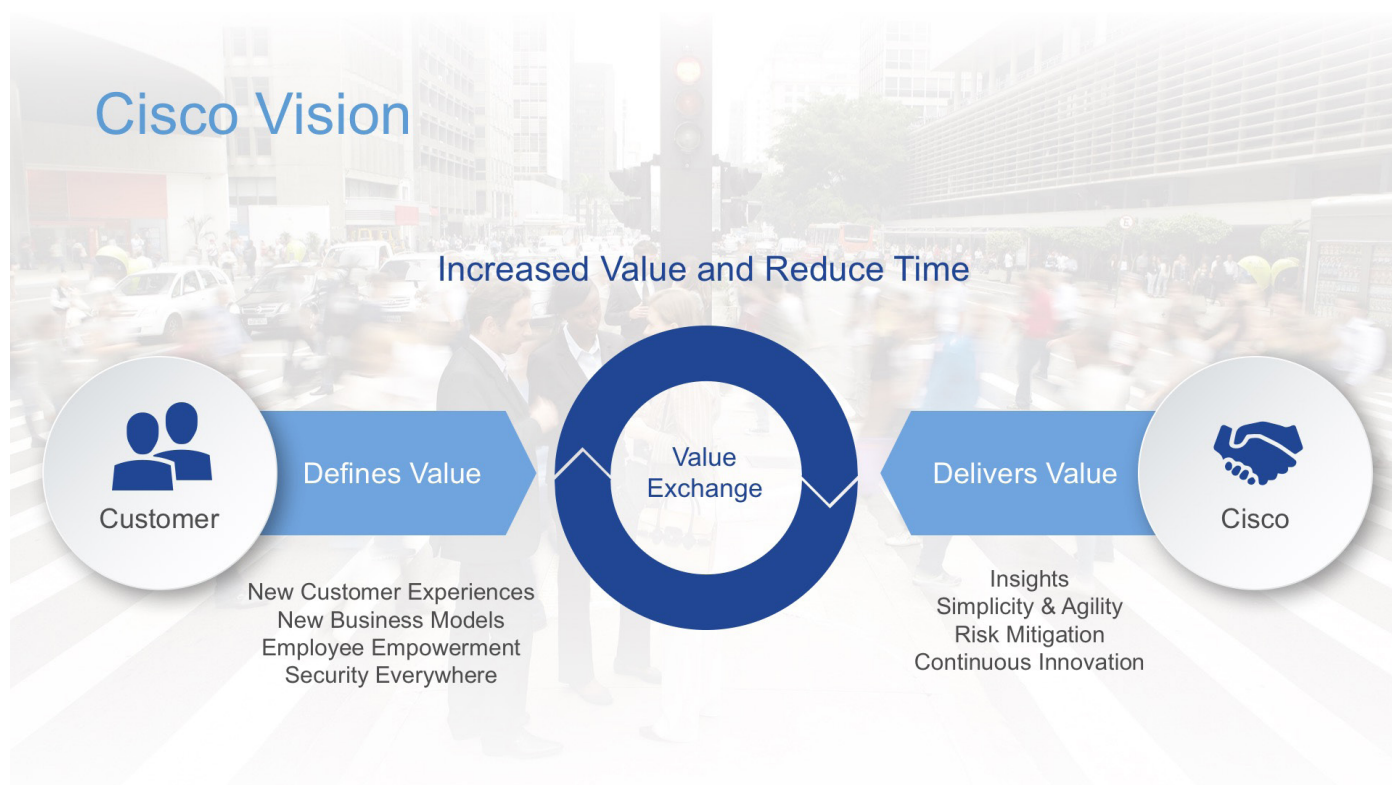 Cisco Vision
Increased Value and Reduce Time
Customer
Defines Value
New Customer Experiences
New Business Models
Employee Empowerment
Security Everywhere
Value
Exchange
Delivers Value
Cisco
Insights
Simplicity & Agility
Risk Mitigation
Continuous Innovation